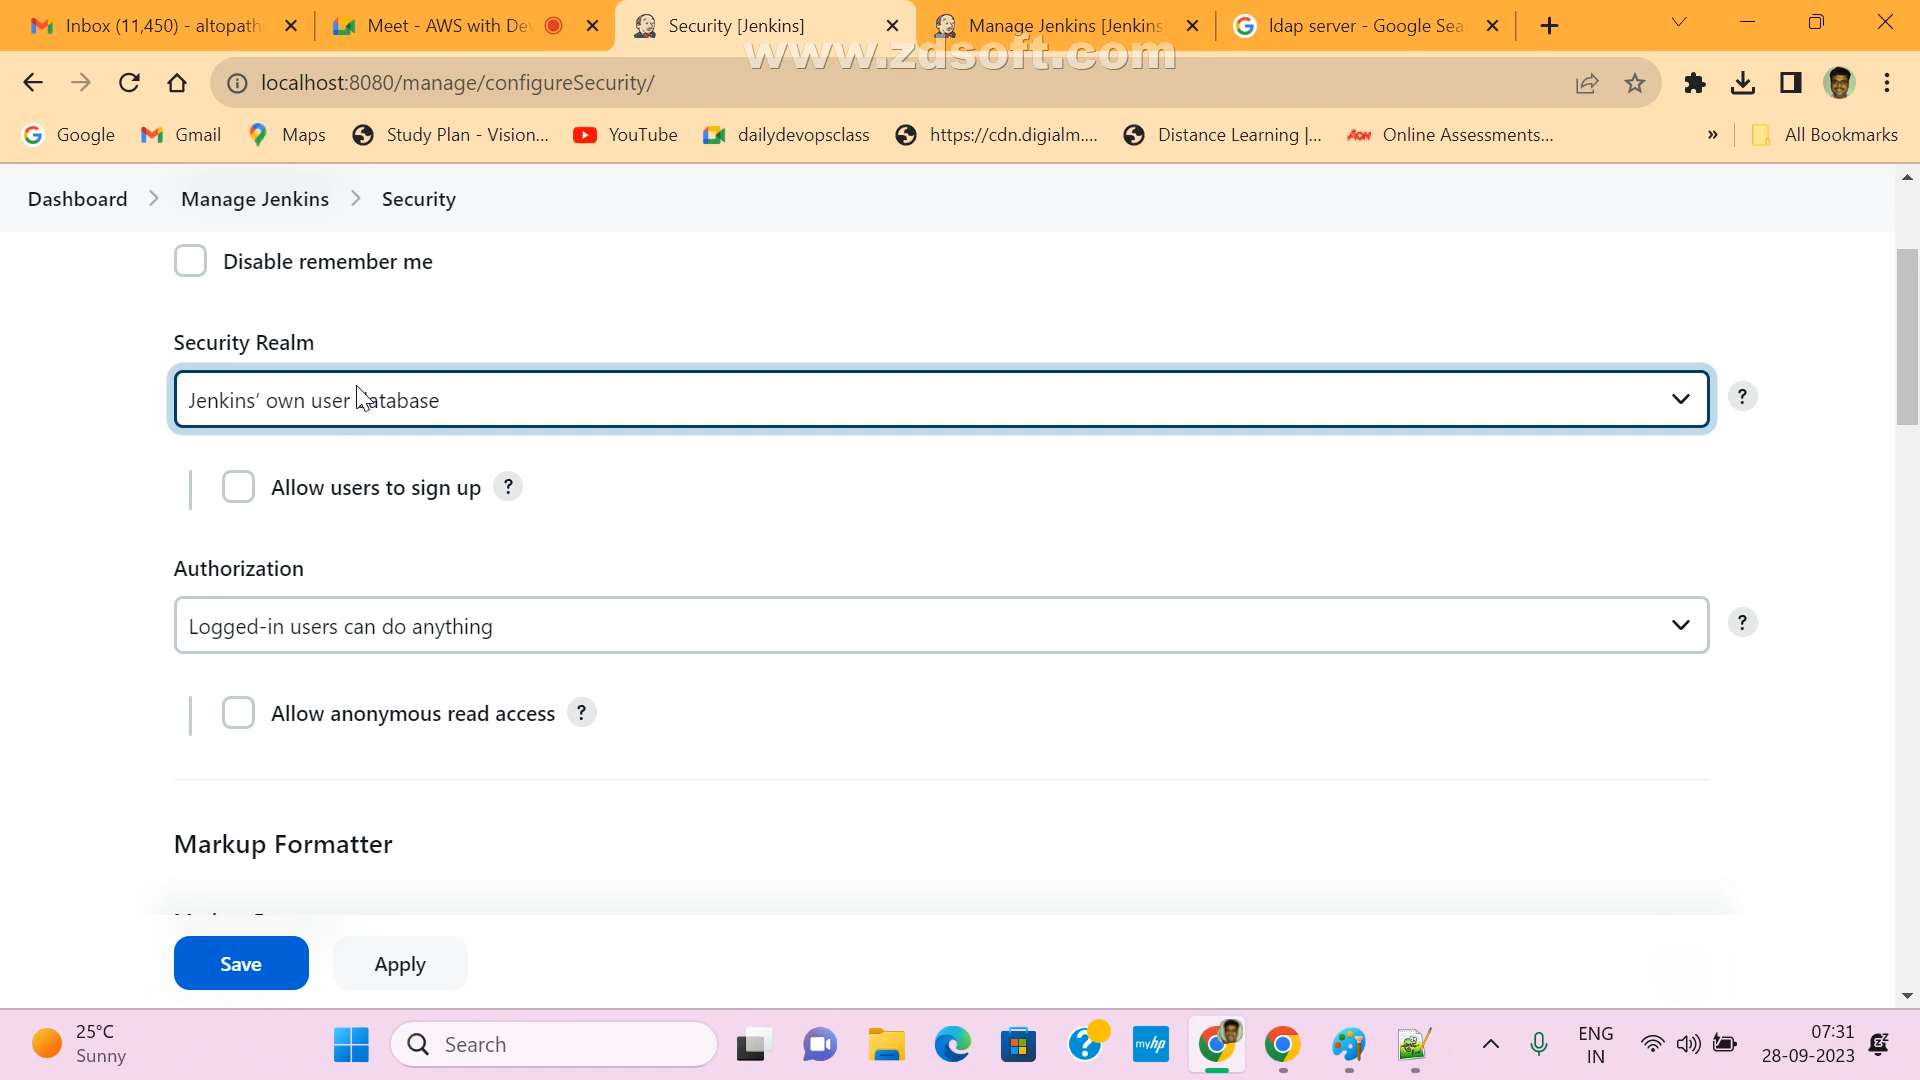 Inbox (11,450) - altopath
Meet - AWS with Dev
Security [Jenkins]
Manage Jenkins [Jenkins]
ldap server - Google Sea
www.zdsoft.com
localhost:8080/manage/configureSecurity/
Google
Gmail
Maps
Study Plan - Vision...
YouTube
dailydevopsclass
https://cdn.digialm....
Distance Learning |...
AON
Online Assessments...
»
All Bookmarks
Dashboard
Manage Jenkins
Security
Disable remember me
Security Realm
Jenkins’ own user database
?
Allow users to sign up ?
Authorization
Logged-in users can do anything
?
Allow anonymous read access ?
Markup Formatter
Save
Apply
25°C
Sunny
Search
myhp
ENG
IN
07:31
28-09-2023